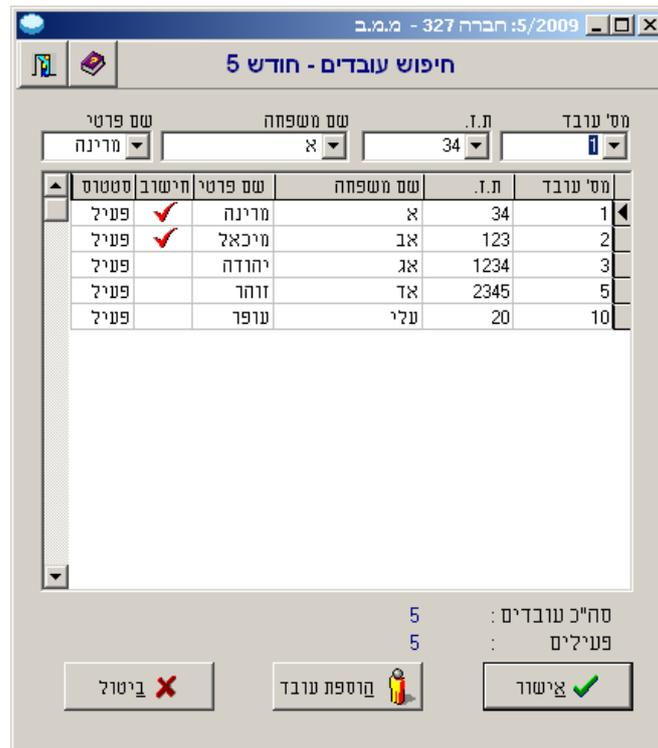 5/2009: חברה 327 - מ.מ.ב
חיפוש עובדים - חודש 5
מס' עובד ת.ז. שם משפחה שם פרטי
1 34 א מרינה
מס' עובד ת.ז. שם משפחה שם פרטי חישוב סטטוס
1 34 א מרינה פעיל
2 123 אב מיכאל פעיל
3 1234 אג יהודה פעיל
5 2345 אד זוהר פעיל
10 20 עלי עופר פעיל
סה"כ עובדים : 5
פעילים : 5
אישור הוספת עובד ביטול